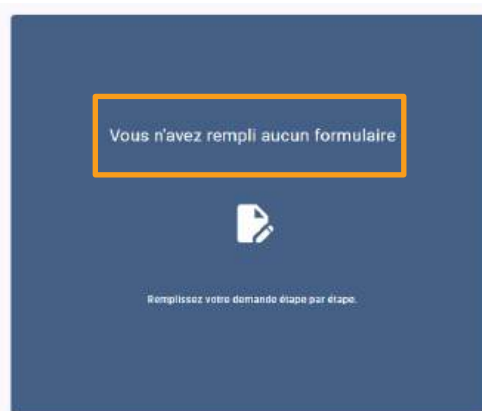 Vous n'avez rempli aucun formulaire
Remplissez votre demande étape par étape.